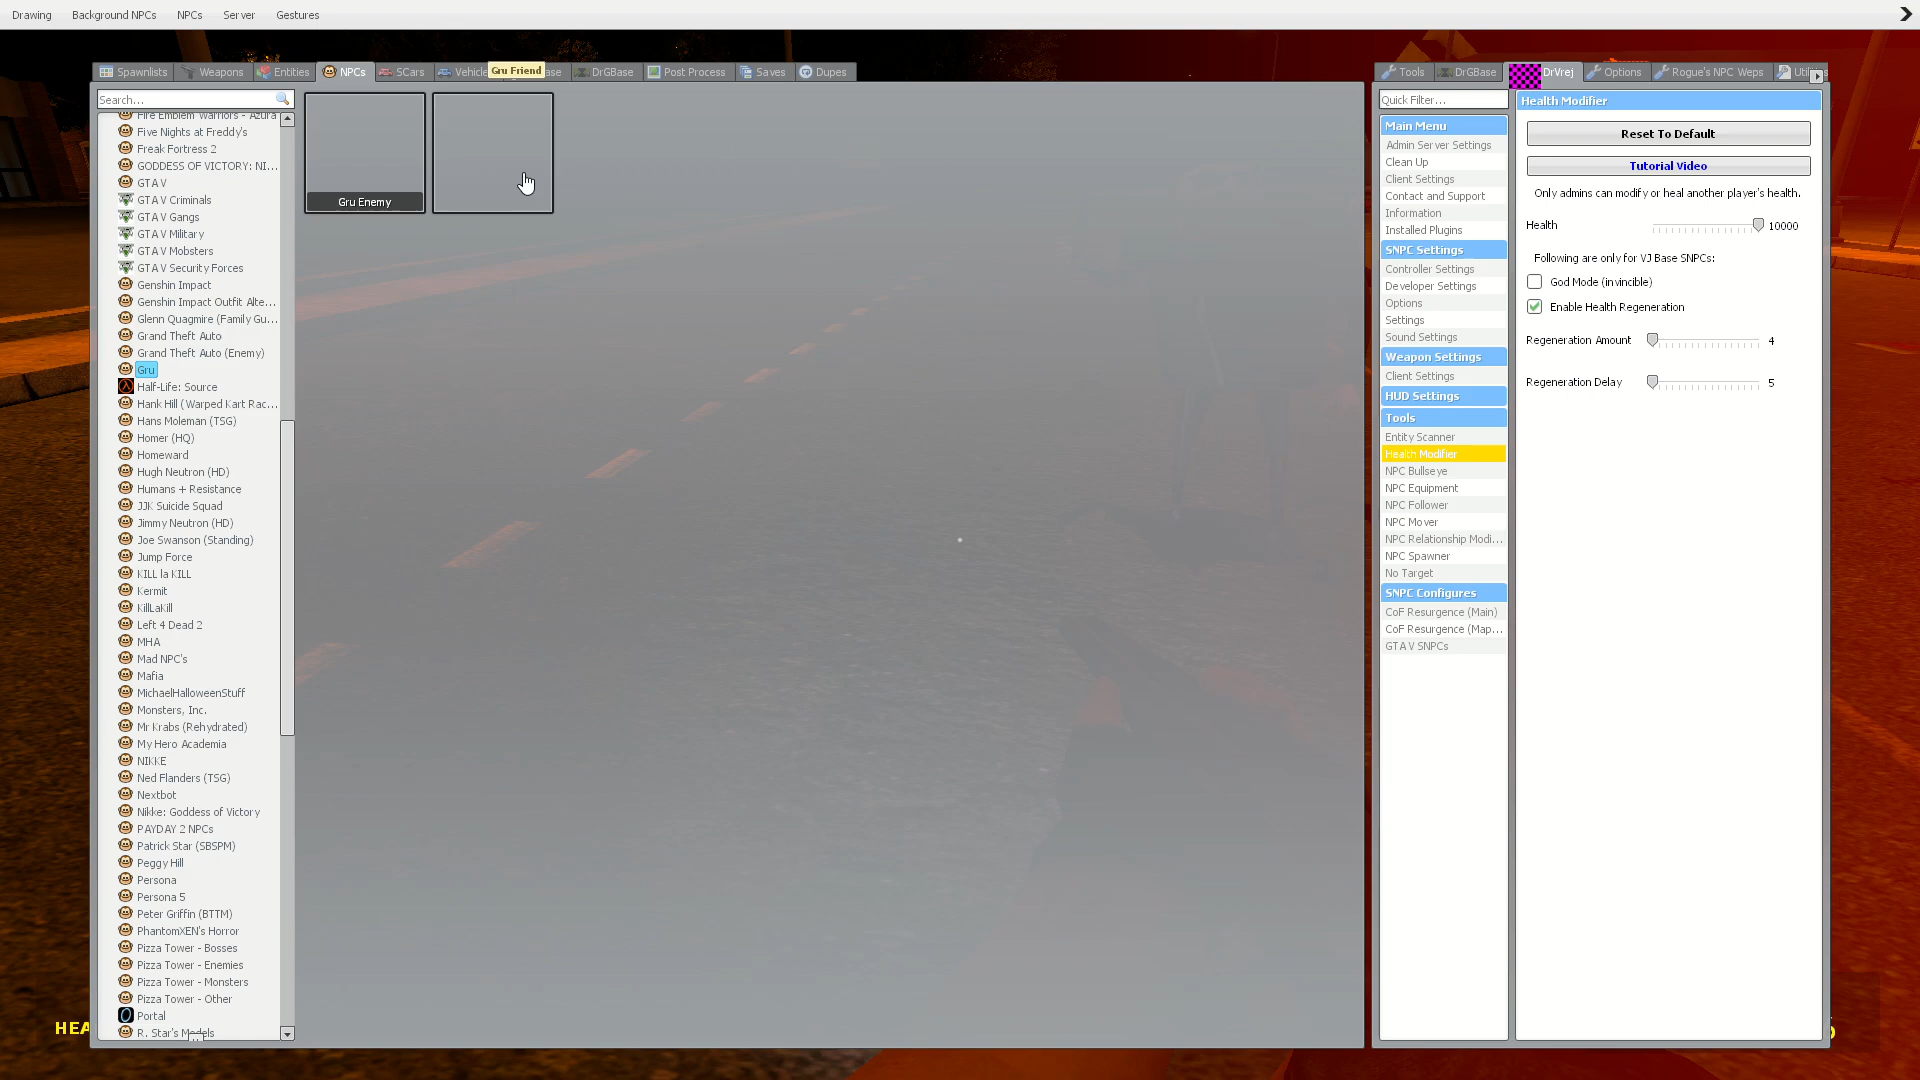 Drawing
Background NPCs
NPCs
Server
Gestures
Spawnlists
Weapons
Entities
NPCs
SCars
Vehicle
Gru Friend
ase
DrGBase
Post Process
Saves
Dupes
Search...
Fire Emblem Warriors - Azura
Five Nights at Freddy's
Freak Fortress 2
GODDESS OF VICTORY: NI...
GTA V
GTA V Criminals
GTA V Gangs
GTA V Military
GTA V Mobsters
GTA V Security Forces
Genshin Impact
Genshin Impact Outfit Alte...
Glenn Quagmire (Family Gu...
Grand Theft Auto
Grand Theft Auto (Enemy)
Gru
Half-Life: Source
Hank Hill (Warped Kart Rac...
Hans Moleman (TSG)
Homer (HQ)
Homeward
Hugh Neutron (HD)
Humans + Resistance
JJK Suicide Squad
Jimmy Neutron (HD)
Joe Swanson (Standing)
Jump Force
KILL la KILL
Kermit
KillLaKill
Left 4 Dead 2
MHA
Mad NPC's
Mafia
MichaelHalloweenStuff
Monsters, Inc.
Mr Krabs (Rehydrated)
My Hero Academia
NIKKE
Ned Flanders (TSG)
Nextbot
Nikke: Goddess of Victory
PAYDAY 2 NPCs
Patrick Star (SBSPM)
Peggy Hill
Persona
Persona 5
Peter Griffin (BTTM)
PhantomXEN's Horror
Pizza Tower - Bosses
Pizza Tower - Enemies
Pizza Tower - Monsters
Pizza Tower - Other
Portal
R. Star's Models
Gru Enemy
HEA
Tools
DrGBase
DrVrej
Options
Rogue's NPC Weps
Utili
Quick Filter...
Main Menu
Admin Server Settings
Clean Up
Client Settings
Contact and Support
Information
Installed Plugins
SNPC Settings
Controller Settings
Developer Settings
Options
Settings
Sound Settings
Weapon Settings
Client Settings
HUD Settings
Tools
Entity Scanner
Health Modifier
NPC Bullseye
NPC Equipment
NPC Follower
NPC Mover
NPC Relationship Modi...
NPC Spawner
No Target
SNPC Configures
CoF Resurgence (Main)
CoF Resurgence (Map...
GTA V SNPCs
Health Modifier
Reset To Default
Tutorial Video
Only admins can modify or heal another player's health.
Health 10000
Following are only for VJ Base SNPCs:
God Mode (invincible)
Enable Health Regeneration
Regeneration Amount 4
Regeneration Delay 5